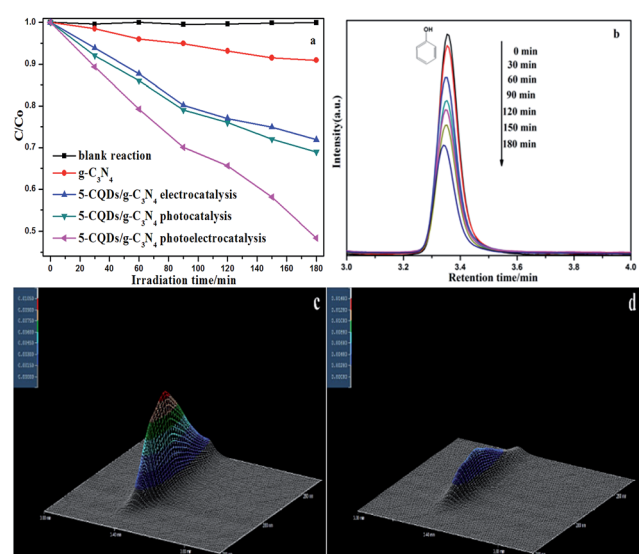 1.0
0.9
0.8
0.7
0.6
0.5
C/Co
a
blank reaction
g-C3N4
5-CQDs/g-C3N4 electrocatalysis
5-CQDs/g-C3N4 photocatalysis
5-CQDs/g-C3N4 photoelectrocatalysis
0 20 40 60 80 100 120 140 160 180
Irradiation time/min
b
OH
0 min
30 min
60 min
90 min
120 min
150 min
180 min
Intensity(a.u.)
3.0 3.2 3.4 3.6 3.8 4.0
Retention time/min
c
d